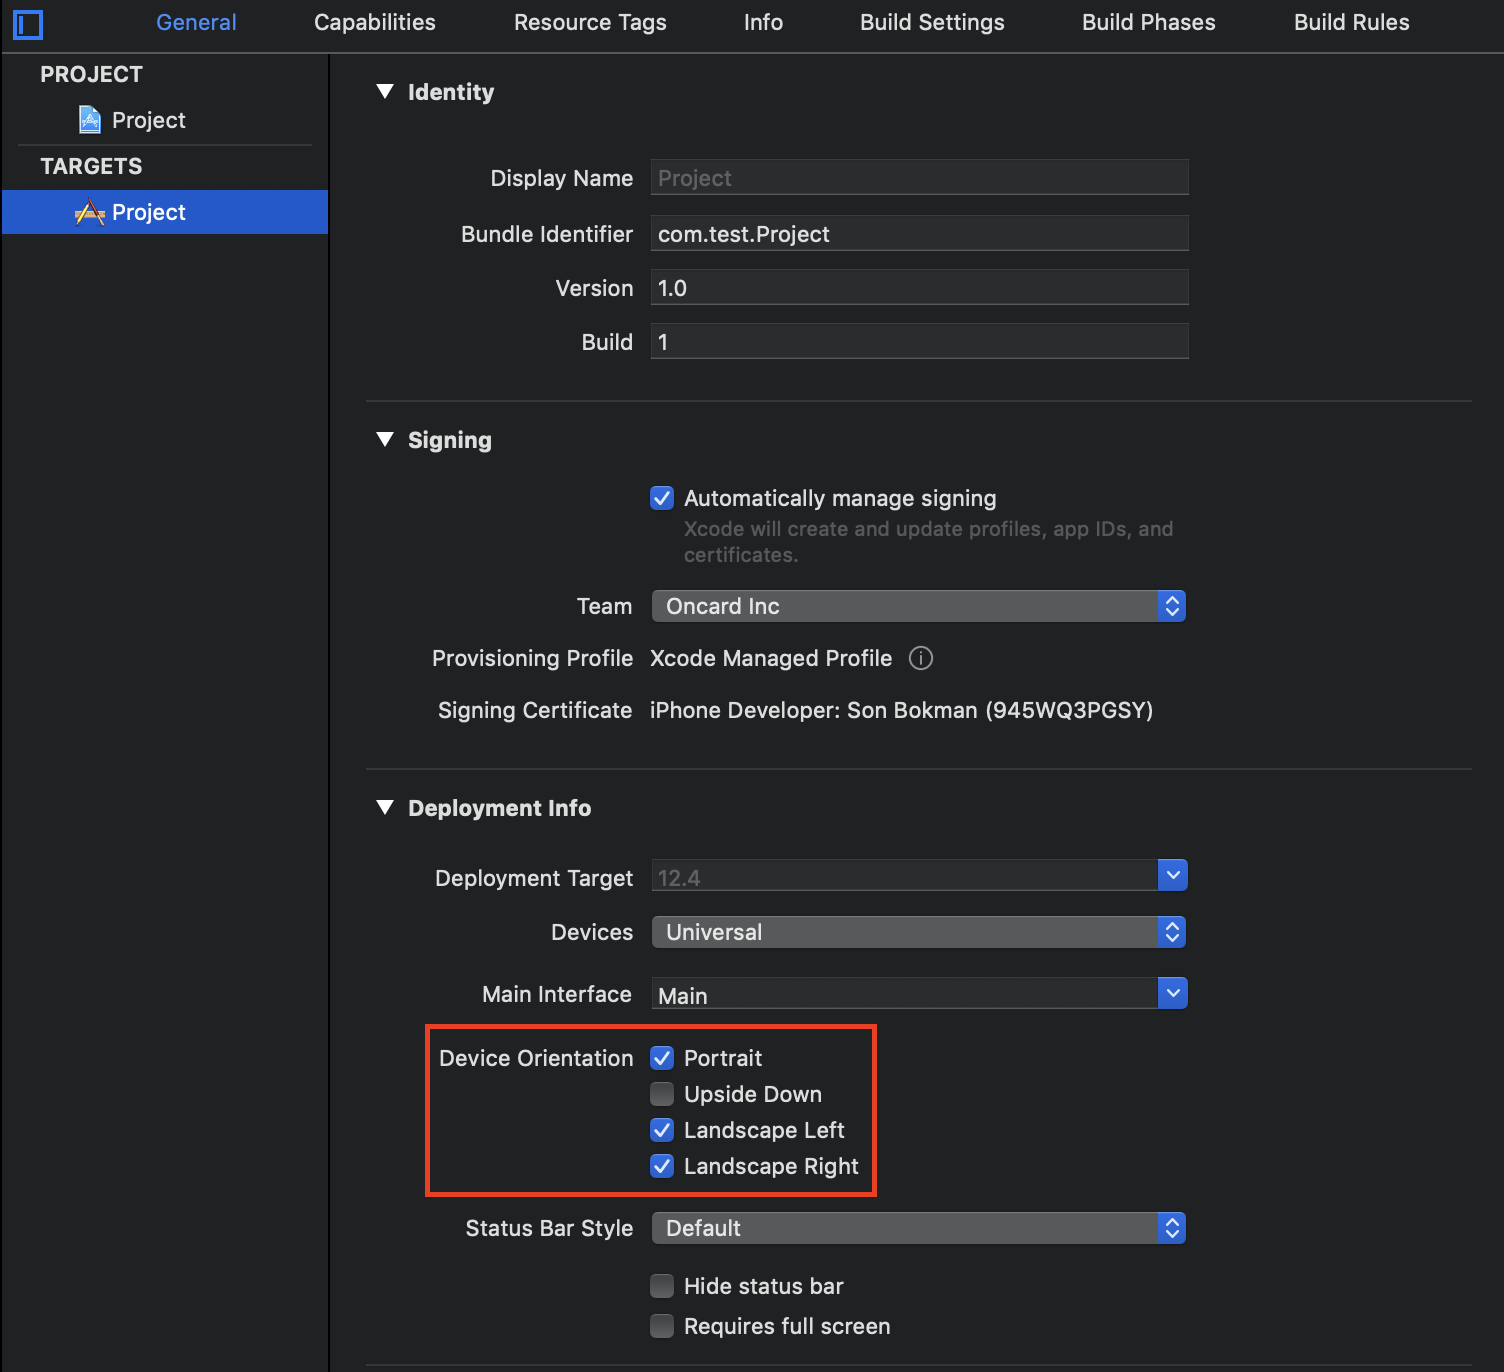 General Capabilities Resource Tags Info Build Settings Build Phases Build Rules
PROJECT
Project
TARGETS
Project
Identity
Display Name Project
Bundle Identifier com.test.Project
Version 1.0
Build 1
Signing
Automatically manage signing
Xcode will create and update profiles, app IDs, and
certificates.
Team Oncard Inc
Provisioning Profile Xcode Managed Profile
Signing Certificate iPhone Developer: Son Bokman (945WQ3PGSY)
Deployment Info
Deployment Target 12.4
Devices Universal
Main Interface Main
Device Orientation Portrait
Upside Down
Landscape Left
Landscape Right
Status Bar Style Default
Hide status bar
Requires full screen